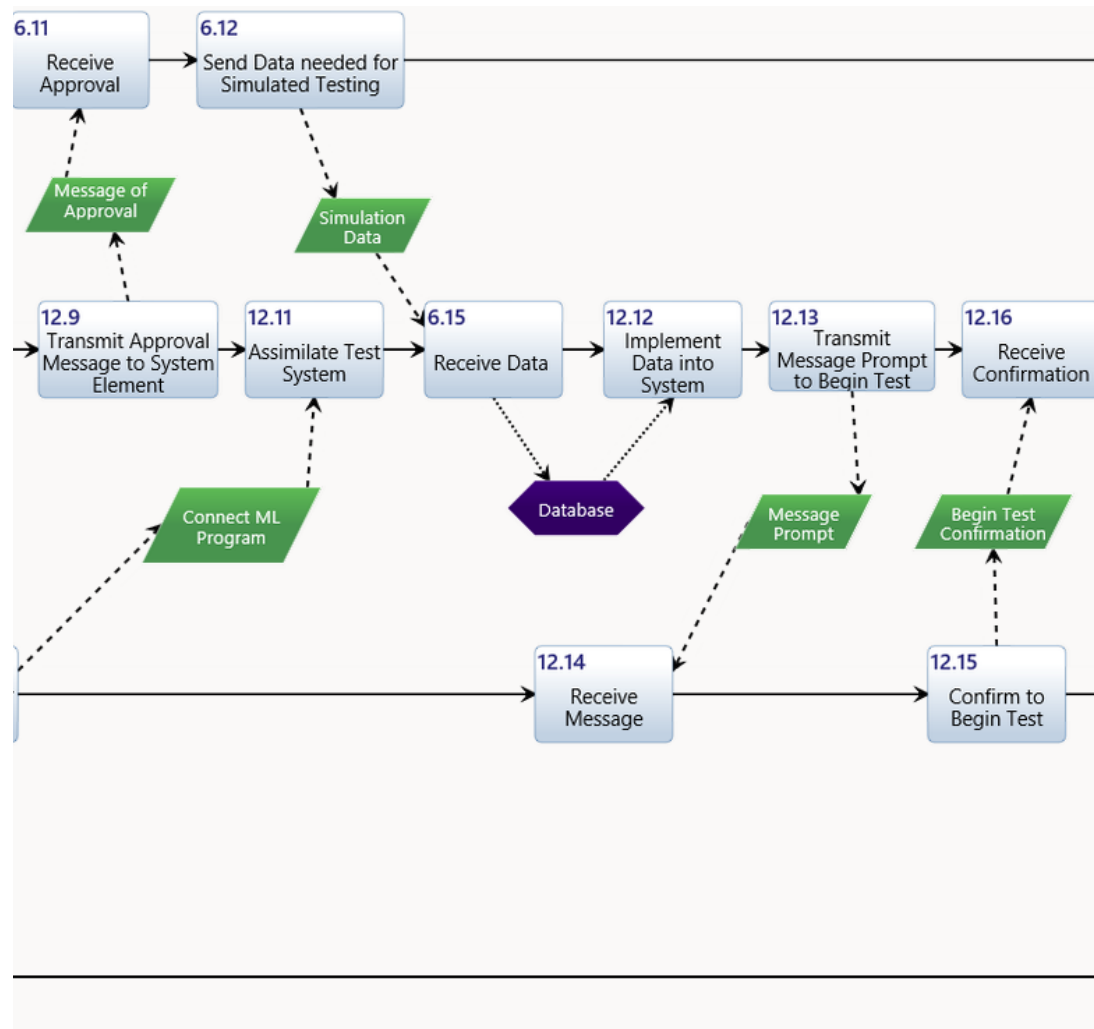 6.11
Receive
Approval
6.12
Send Data needed for
Simulated Testing
Message of
Approval
Simulation
Data
12.9
Transmit Approval
Message to System
Element
12.11
Assimilate Test
System
6.15
Receive Data
12.12
Implement
Data into
System
12.13
Transmit
Message Prompt
to Begin Test
12.16
Receive
Confirmation
Connect ML
Program
Database
Message
Prompt
Begin Test
Confirmation
12.14
Receive
Message
12.15
Confirm to
Begin Test